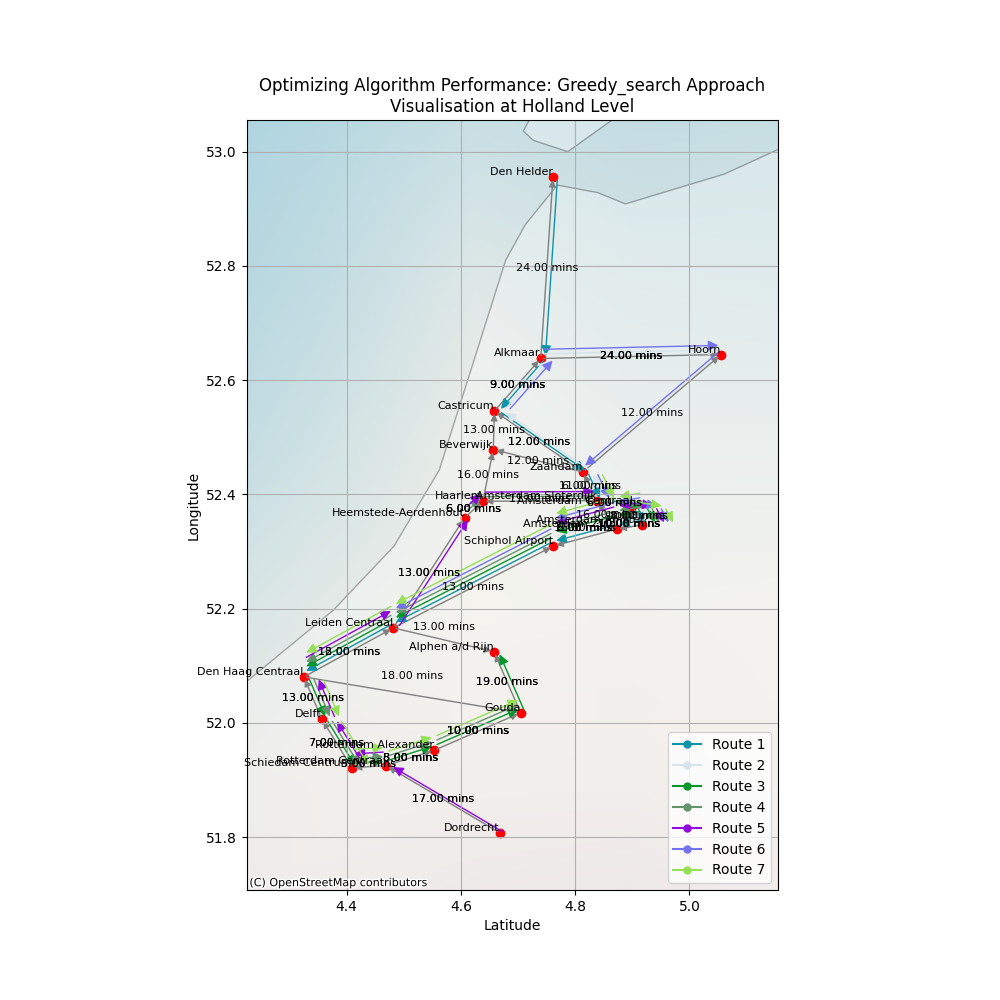 Optimizing Algorithm Performance: Greedy_search Approach
Visualisation at Holland Level
Longitude
53.0
52.8
52.6
52.4
52.2
52.0
51.8
Den Helder
24.00 mins
Alkmaar
Hoorn
24.00 mins
9.00 mins
Castricum
12.00 mins
13.00 mins
12.00 mins
Beverwijk
12.00 mins
Zaandam
16.00 mins
Haarlem
6.00 mins
Heemstede-Aerdenhout
Schiphol Airport
13.00 mins
13.00 mins
Leiden Centraal
13.00 mins
18.00 mins
Alphen a/d Rijn
Den Haag Centraal
18.00 mins
19.00 mins
13.00 mins
Gouda
Delft
10.00 mins
7.00 mins
Rotterdam Alexander
8.00 mins
Rotterdam Centraal
Schiedam Centrum
17.00 mins
Dordrecht
Route 1
Route 2
Route 3
Route 4
Route 5
Route 6
Route 7
(C) OpenStreetMap contributors
4.4
4.6
4.8
5.0
Latitude